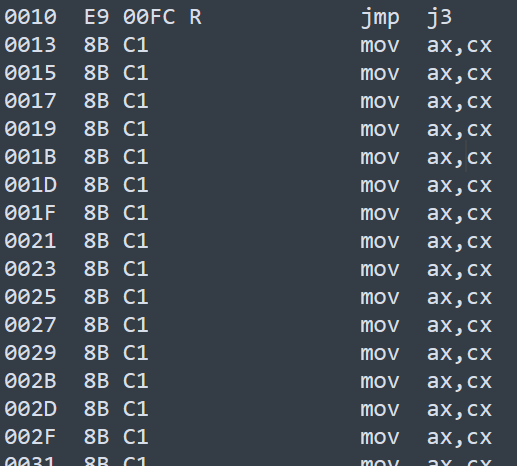 0010 E9 00FC R jmp j3
0013 8B C1 mov ax,cx
0015 8B C1 mov ax,cx
0017 8B C1 mov ax,cx
0019 8B C1 mov ax,cx
001B 8B C1 mov ax,cx
001D 8B C1 mov ax,cx
001F 8B C1 mov ax,cx
0021 8B C1 mov ax,cx
0023 8B C1 mov ax,cx
0025 8B C1 mov ax,cx
0027 8B C1 mov ax,cx
0029 8B C1 mov ax,cx
002B 8B C1 mov ax,cx
002D 8B C1 mov ax,cx
002F 8B C1 mov ax,cx
0031 8B C1 mov ax,cx